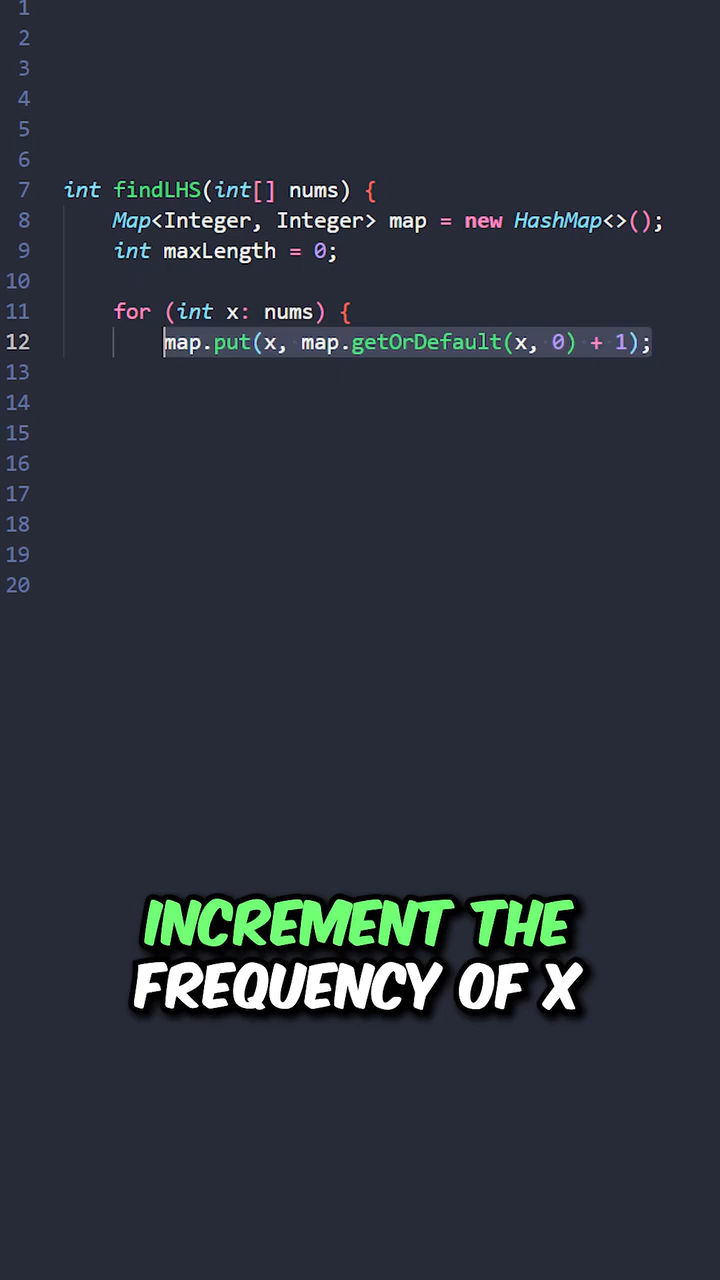 1
2
3
4
5
6
7 int findLHS(int[] nums) {
8 Map<Integer, Integer> map = new HashMap<>();
9 int maxLength = 0;
10
11 for (int x: nums) {
12 map.put(x, map.getOrDefault(x, 0) + 1);
13
14
15
16
17
18
19
20
INCREMENT THE
FREQUENCY OF X